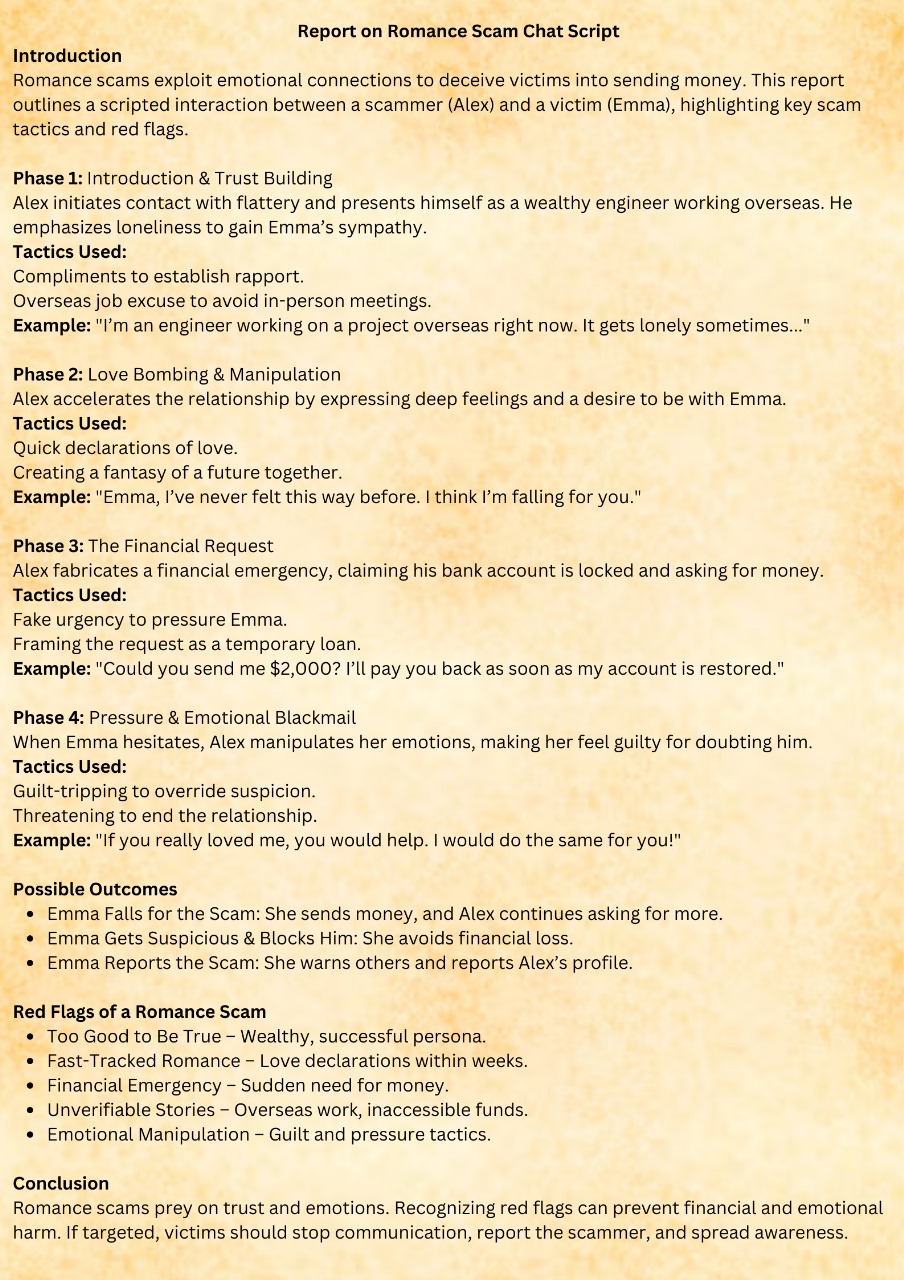 Report on Romance Scam Chat Script
Introduction
Romance scams exploit emotional connections to deceive victims into sending money. This report
outlines a scripted interaction between a scammer (Alex) and a victim (Emma), highlighting key scam
tactics and red flags.
Phase 1: Introduction & Trust Building
Alex initiates contact with flattery and presents himself as a wealthy engineer working overseas. He
emphasizes loneliness to gain Emma’s sympathy.
Tactics Used:
Compliments to establish rapport.
Overseas job excuse to avoid in-person meetings.
Example: "I’m an engineer working on a project overseas right now. It gets lonely sometimes…"
Phase 2: Love Bombing & Manipulation
Alex accelerates the relationship by expressing deep feelings and a desire to be with Emma.
Tactics Used:
Quick declarations of love.
Creating a fantasy of a future together.
Example: "Emma, I’ve never felt this way before. I think I’m falling for you."
Phase 3: The Financial Request
Alex fabricates a financial emergency, claiming his bank account is locked and asking for money.
Tactics Used:
Fake urgency to pressure Emma.
Framing the request as a temporary loan.
Example: "Could you send me $2,000? I’ll pay you back as soon as my account is restored."
Phase 4: Pressure & Emotional Blackmail
When Emma hesitates, Alex manipulates her emotions, making her feel guilty for doubting him.
Tactics Used:
Guilt-tripping to override suspicion.
Threatening to end the relationship.
Example: "If you really loved me, you would help. I would do the same for you!"
Possible Outcomes
• Emma Falls for the Scam: She sends money, and Alex continues asking for more.
• Emma Gets Suspicious & Blocks Him: She avoids financial loss.
• Emma Reports the Scam: She warns others and reports Alex’s profile.
Red Flags of a Romance Scam
• Too Good to Be True – Wealthy, successful persona.
• Fast-Tracked Romance – Love declarations within weeks.
• Financial Emergency – Sudden need for money.
• Unverifiable Stories – Overseas work, inaccessible funds.
• Emotional Manipulation – Guilt and pressure tactics.
Conclusion
Romance scams prey on trust and emotions. Recognizing red flags can prevent financial and emotional
harm. If targeted, victims should stop communication, report the scammer, and spread awareness.